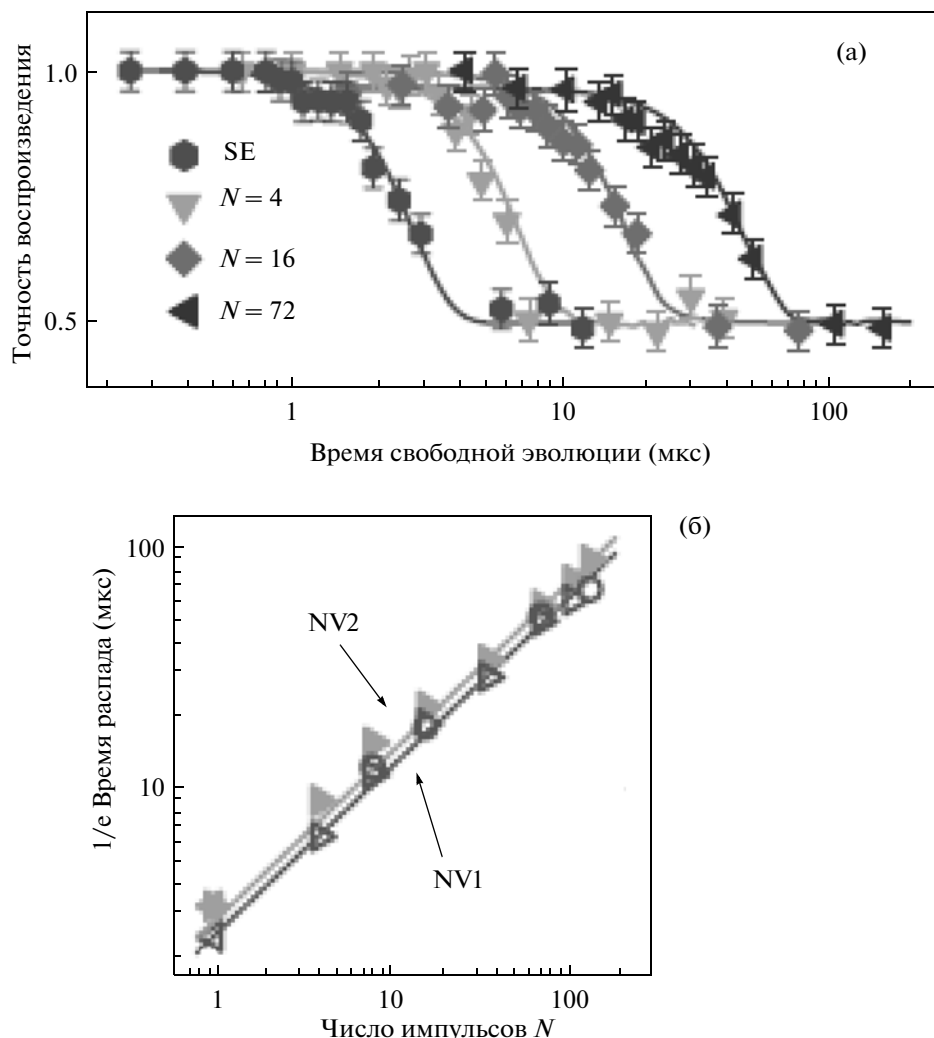 (а)
Точность воспроизведения
1.0
0.5
SE
N = 4
N = 16
N = 72
1
10
100
Время свободной эволюции (мкс)
(б)
1/e Время распада (мкс)
100
10
NV2
NV1
1
10
100
Число импульсов N